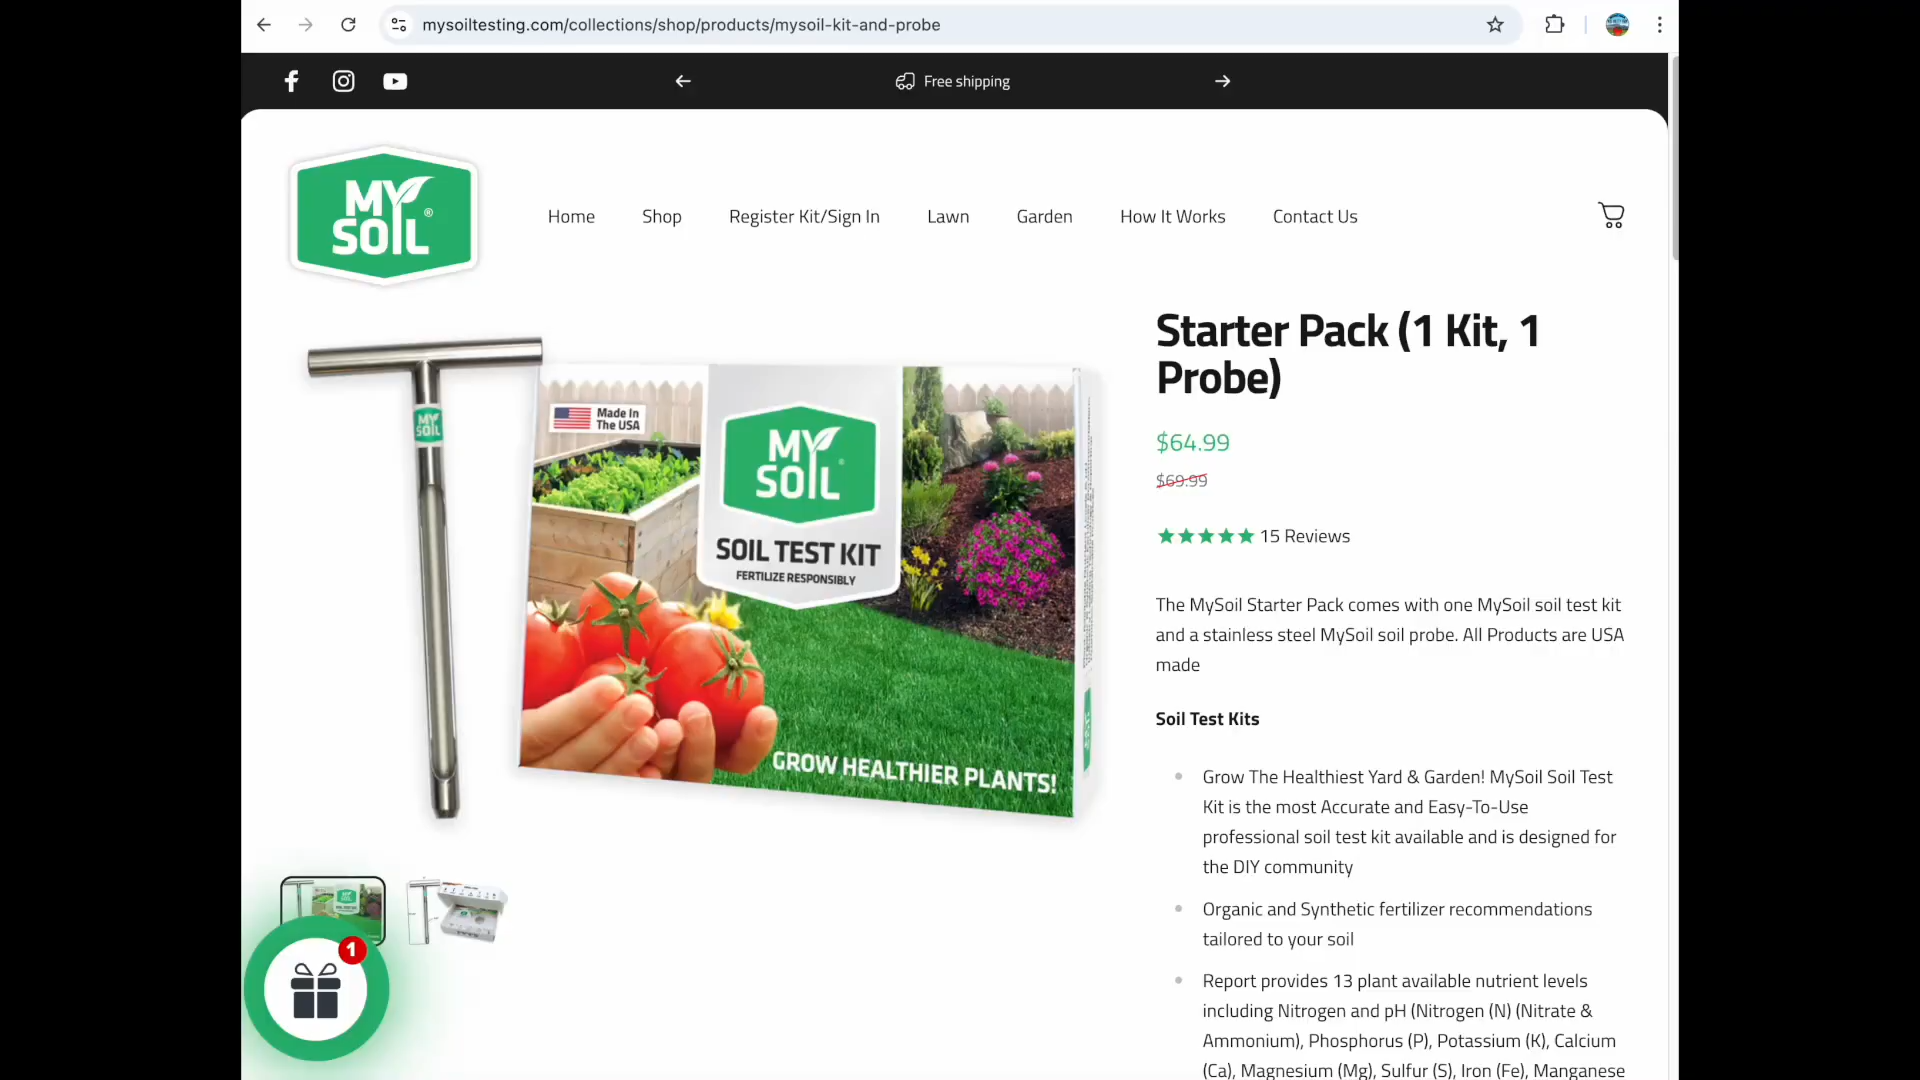 mysoiltesting.com/collections/shop/products/mysoil-kit-and-probe
Free shipping
MY
SOIL®
Home
Shop
Register Kit/Sign In
Lawn
Garden
How It Works
Contact Us
Starter Pack (1 Kit, 1
Probe)
$64.99
$69.99
15 Reviews
The MySoil Starter Pack comes with one MySoil soil test kit
and a stainless steel MySoil soil probe. All Products are USA
made
Soil Test Kits
Grow The Healthiest Yard & Garden! MySoil Soil Test
Kit is the most Accurate and Easy-To-Use
professional soil test kit available and is designed for
the DIY community
Organic and Synthetic fertilizer recommendations
tailored to your soil
Report provides 13 plant available nutrient levels
including Nitrogen and pH (Nitrogen (N) (Nitrate &
Ammonium), Phosphorus (P), Potassium (K), Calcium
(Ca), Magnesium (Mg), Sulfur (S), Iron (Fe), Manganese
MY
SOIL
Made In
The USA
MY
SOIL
SOIL TEST KIT
FERTILIZE RESPONSIBLY
GROW HEALTHIER PLANTS!
1